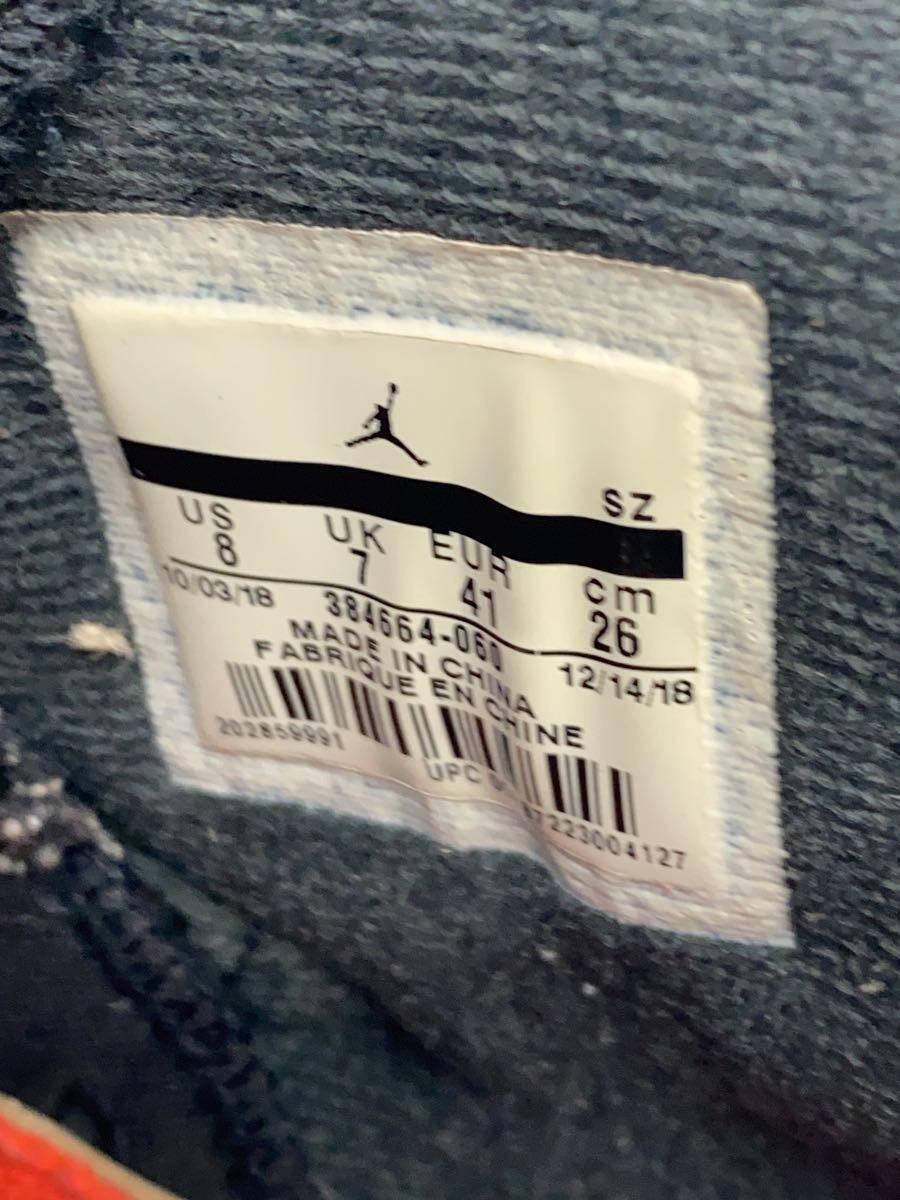 SZ
US UK EUR cm
8 7 41 26
10/03/18 384664-060 12/14/18
MADE IN CHINA
FABRIQUE EN CHINE
202859991 UPC 223004127